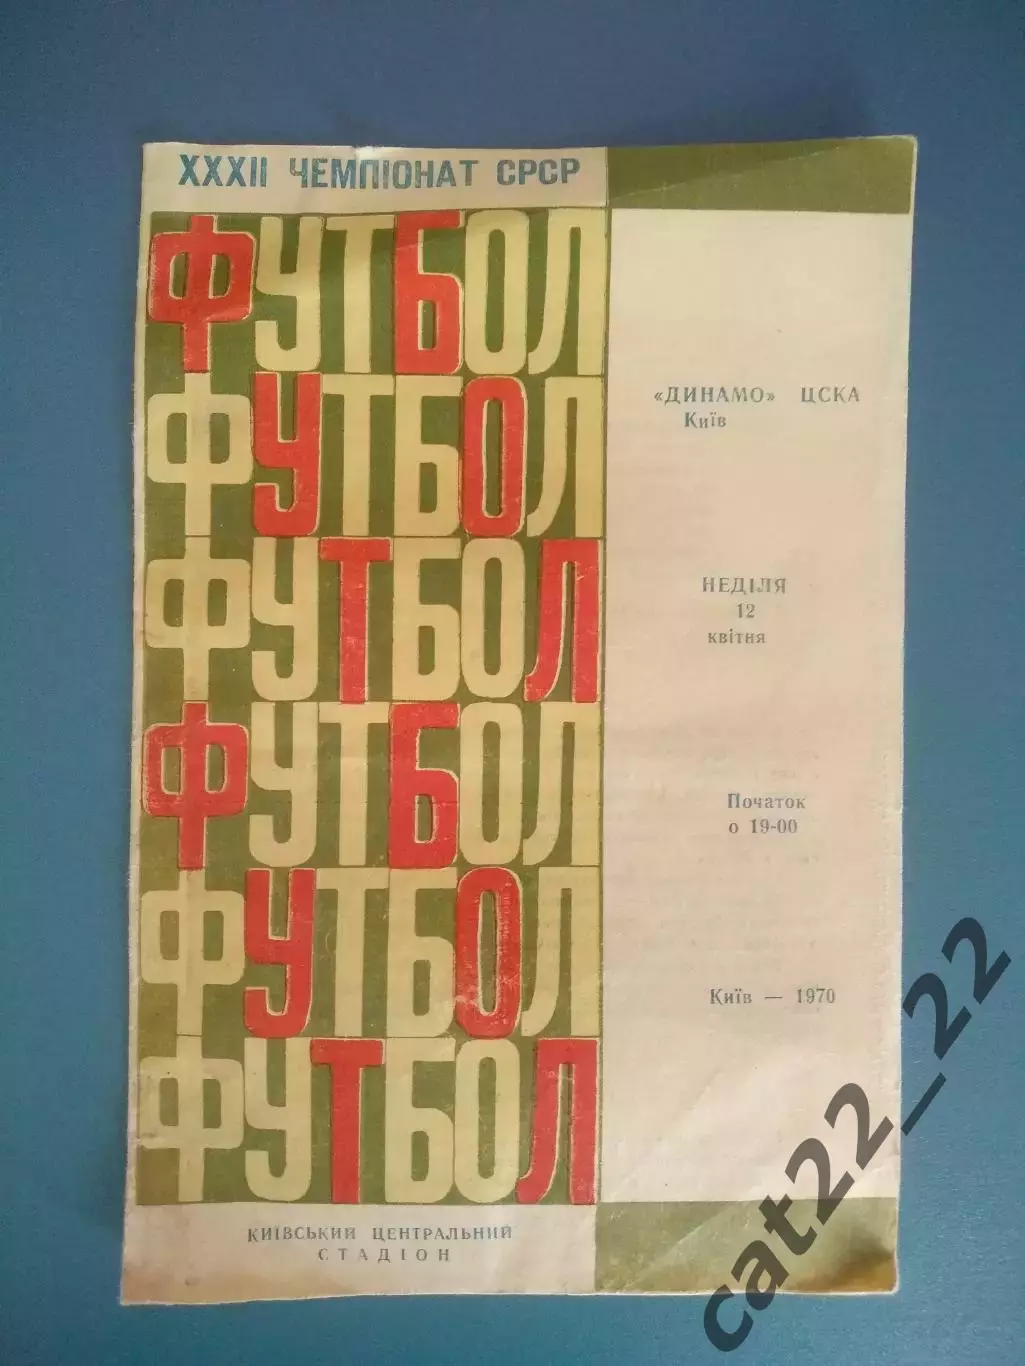 XXXII ЧЕМПІОНАТ СРСР
ФУТБОЛ
ФУТБОЛ
ФУТБОЛ
ФУТБОЛ
ФУТБОЛ
ФУТБОЛ
КИЇВСЬКИЙ ЦЕНТРАЛЬНИЙ
СТАДІОН
«ДИНАМО» ЦСКА
Київ
НЕДІЛЯ
12
квітня
Початок
о 19-00
Київ — 1970
cat22_22